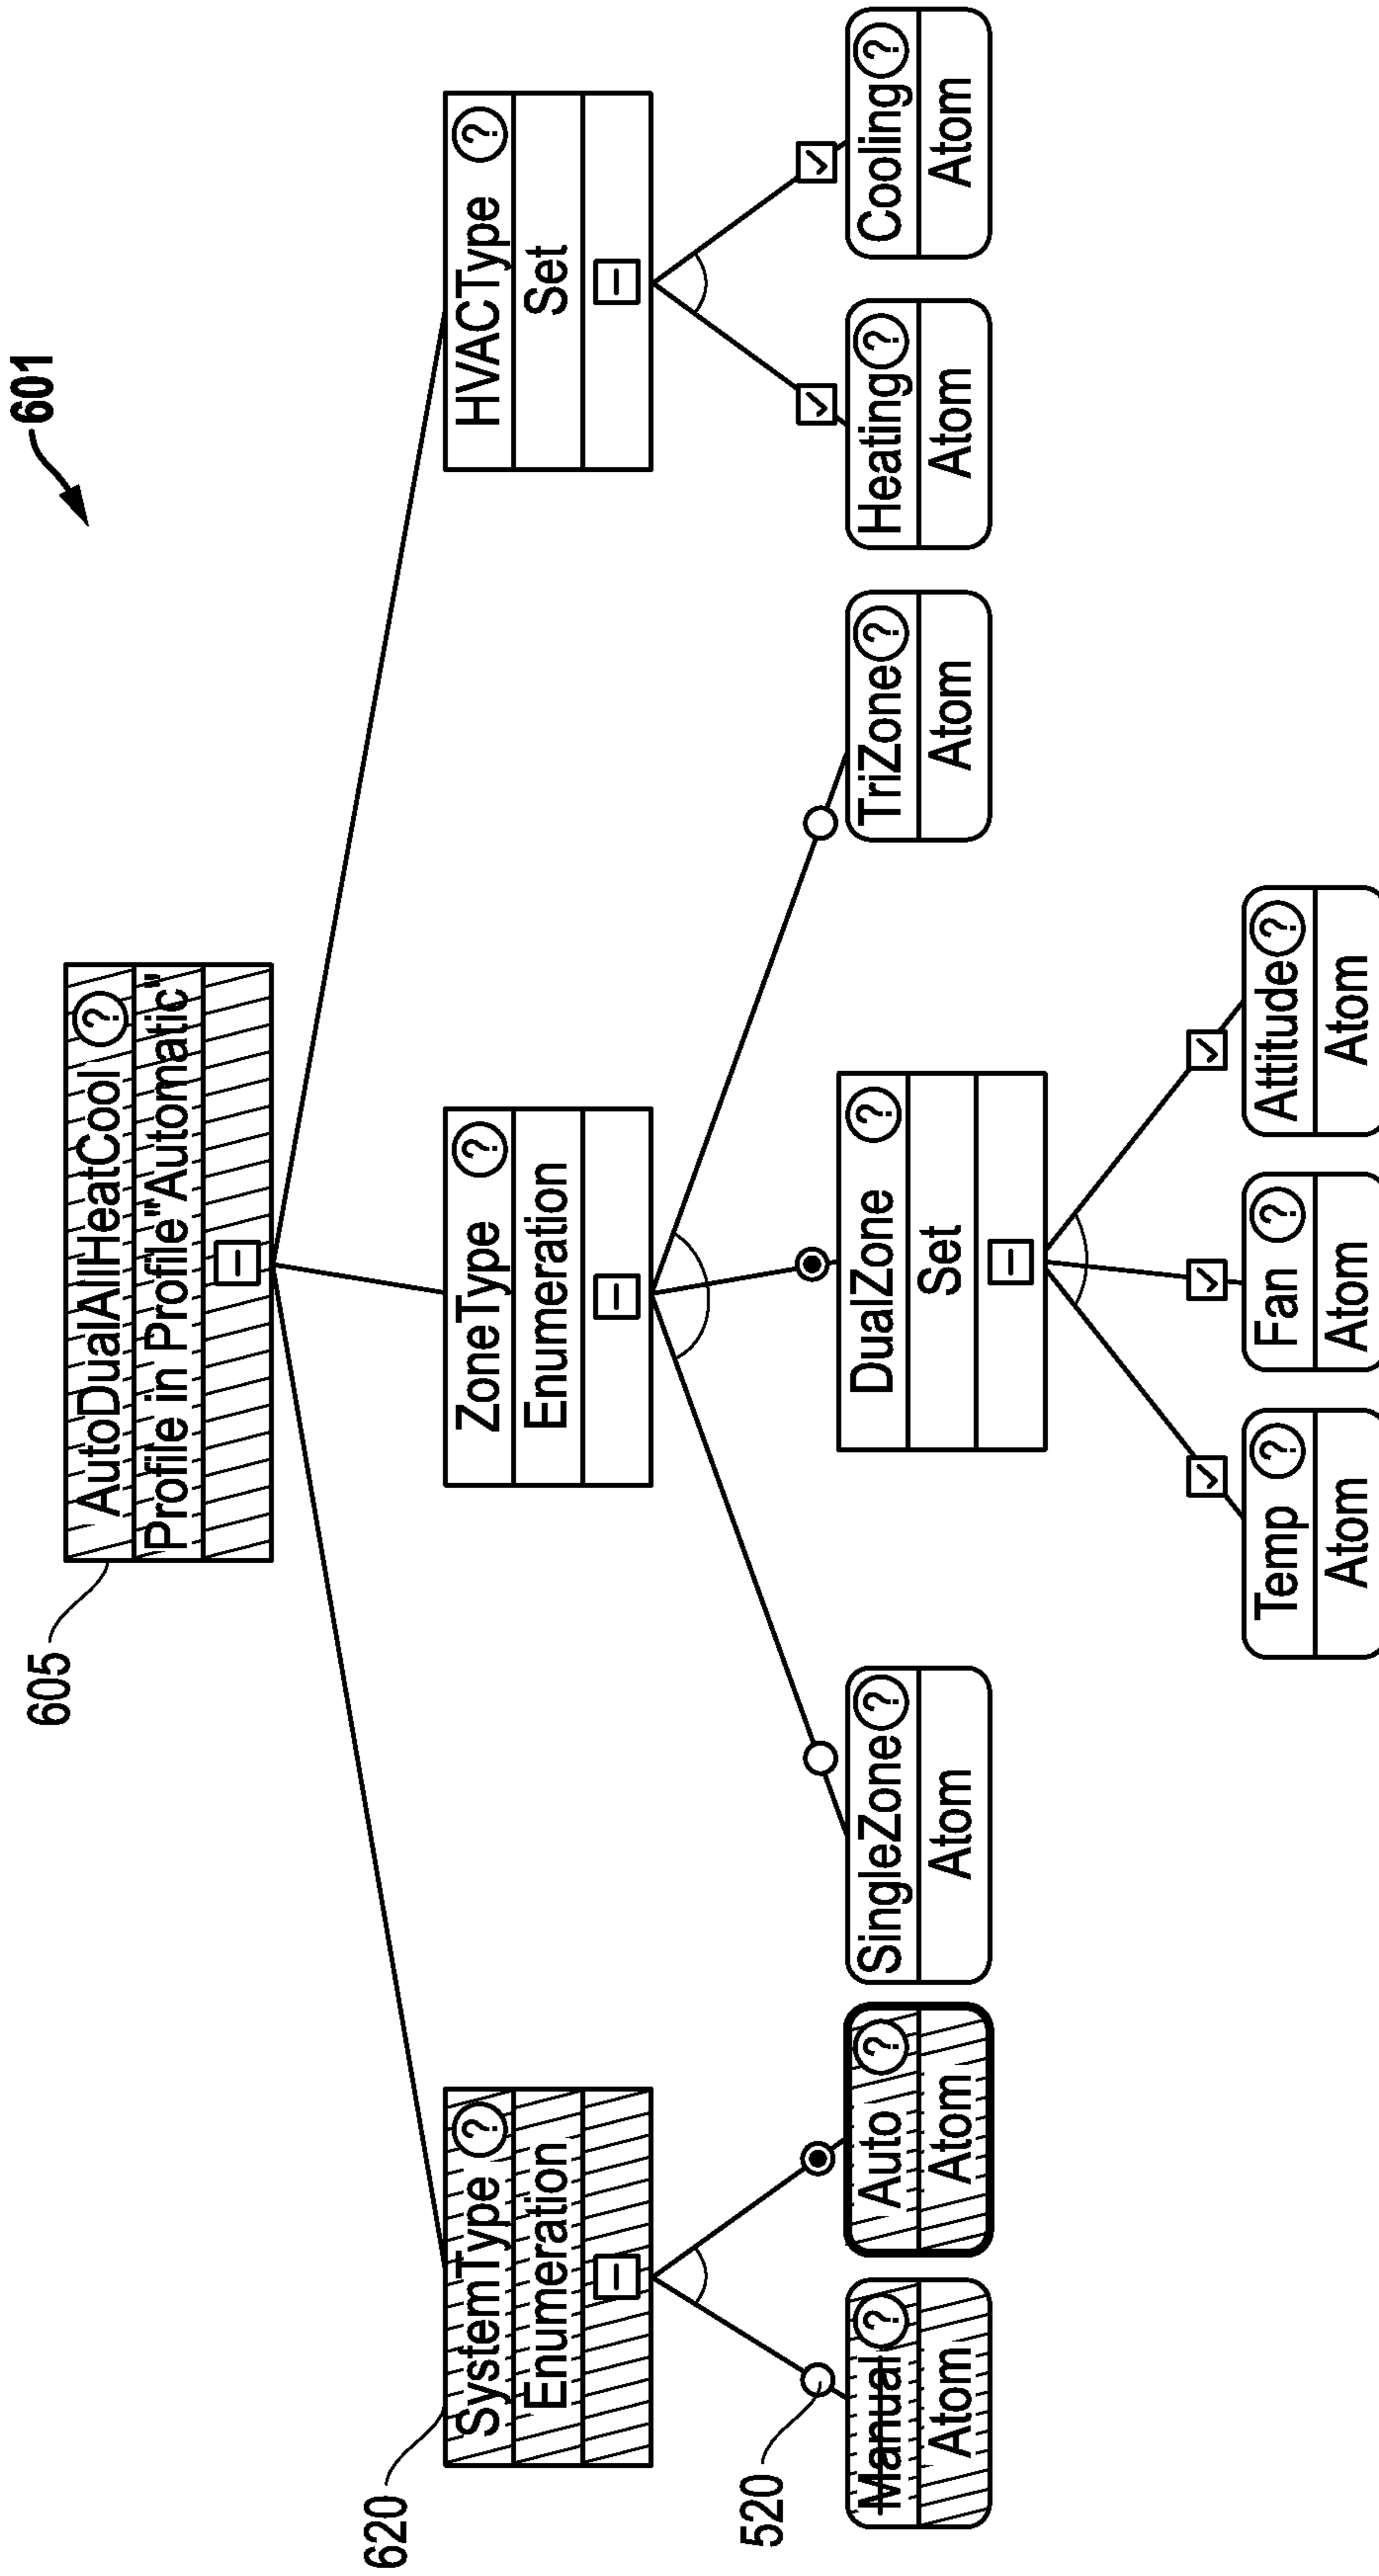 601
605
AutoDualAllHeatCool ?
Profile in Profile"Automatic"
620
SystemType ?
Enumeration
ZoneType ?
Enumeration
HVACType ?
Set
520
Manual ?
Atom
Auto ?
Atom
SingleZone ?
Atom
DualZone ?
Set
TriZone ?
Atom
Heating ?
Atom
Cooling ?
Atom
Temp ?
Atom
Fan ?
Atom
Attitude ?
Atom